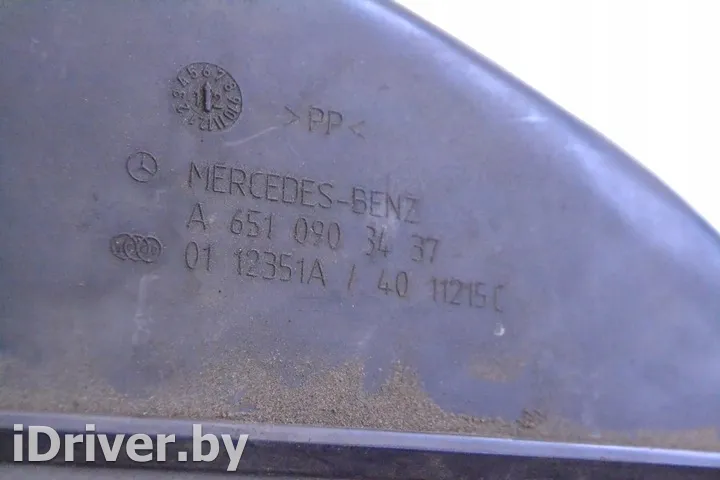 >PP<
MERCEDES-BENZ
A 651 090 34 37
01 12351A / 40 11215C
iDriver.by